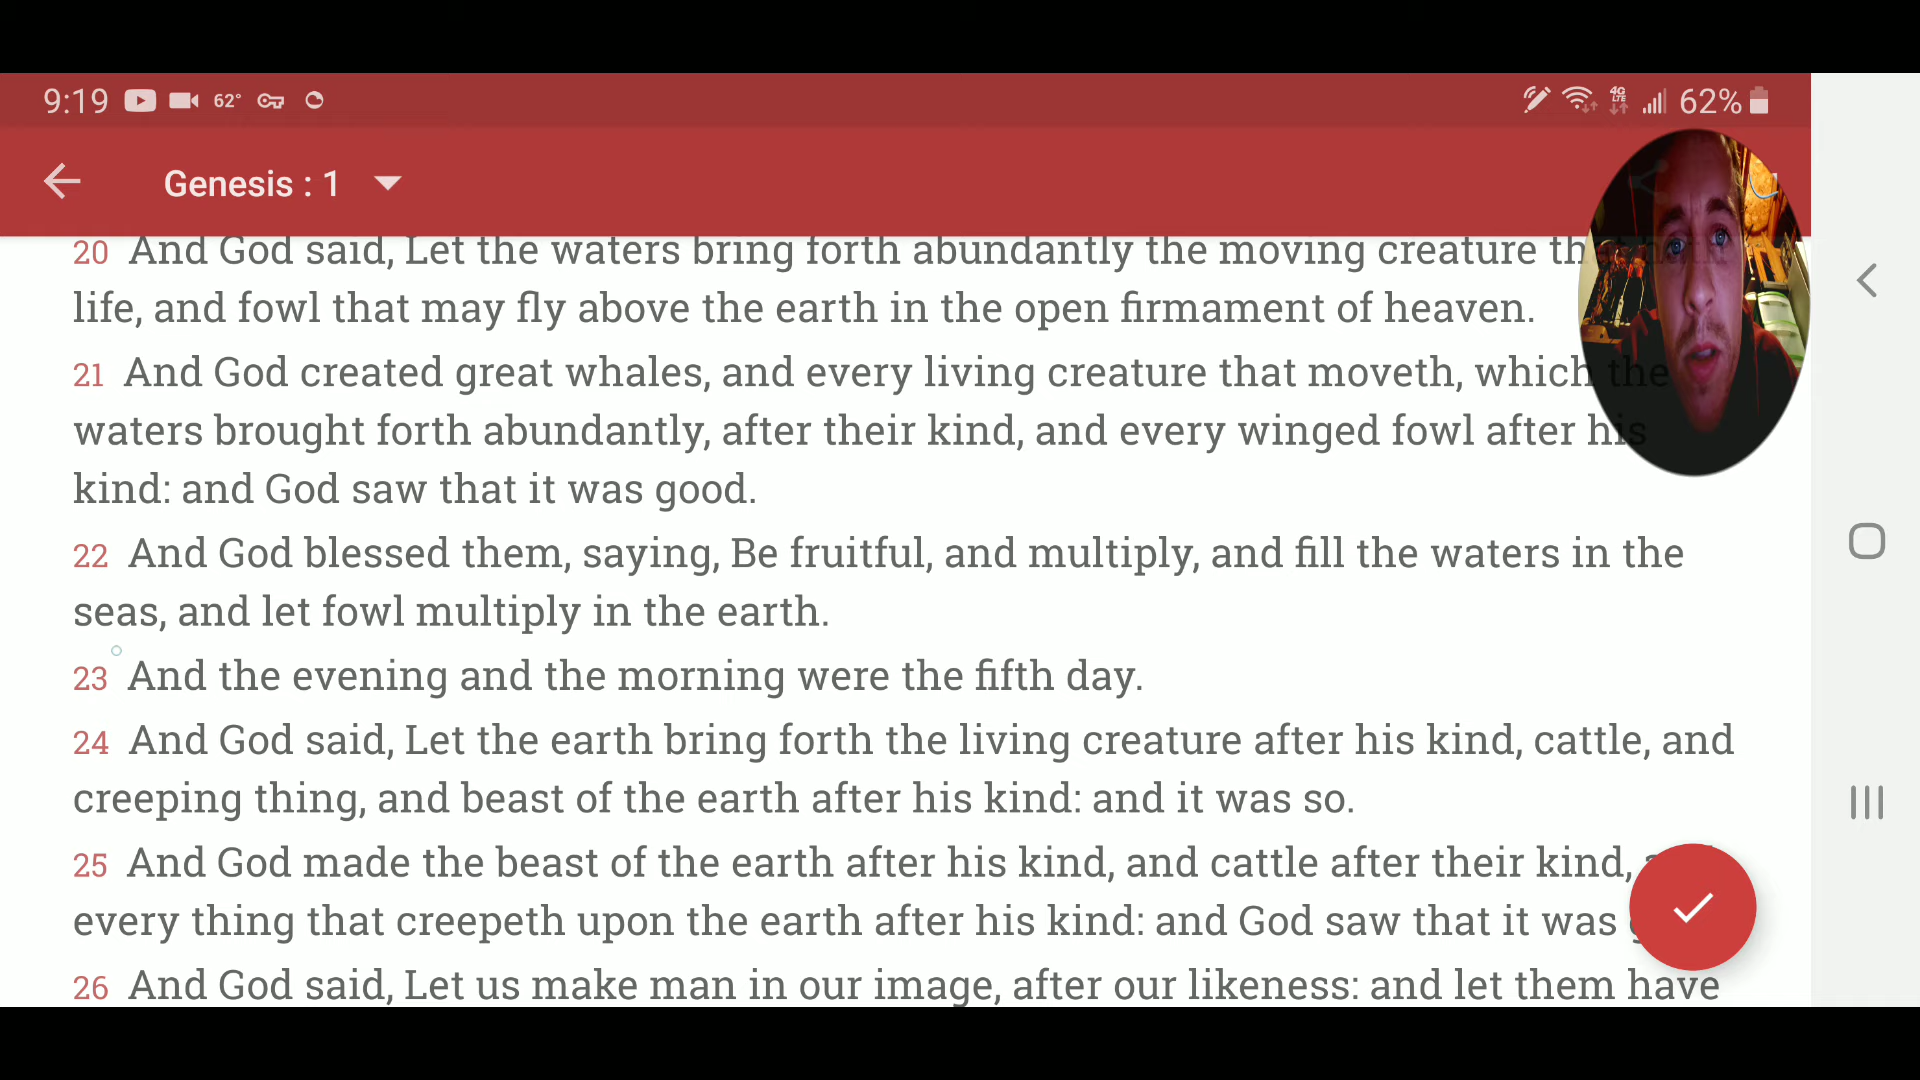 9:19 62° 4G LTE 62%
Genesis : 1
20 And God said, Let the waters bring forth abundantly the moving creature
life, and fowl that may fly above the earth in the open firmament of heaven.
21 And God created great whales, and every living creature that moveth, which the
waters brought forth abundantly, after their kind, and every winged fowl after his
kind: and God saw that it was good.
22 And God blessed them, saying, Be fruitful, and multiply, and fill the waters in the
seas, and let fowl multiply in the earth.
23 And the evening and the morning were the fifth day.
24 And God said, Let the earth bring forth the living creature after his kind, cattle, and
creeping thing, and beast of the earth after his kind: and it was so.
25 And God made the beast of the earth after his kind, and cattle after their kind,
every thing that creepeth upon the earth after his kind: and God saw that it was
26 And God said, Let us make man in our image, after our likeness: and let them have